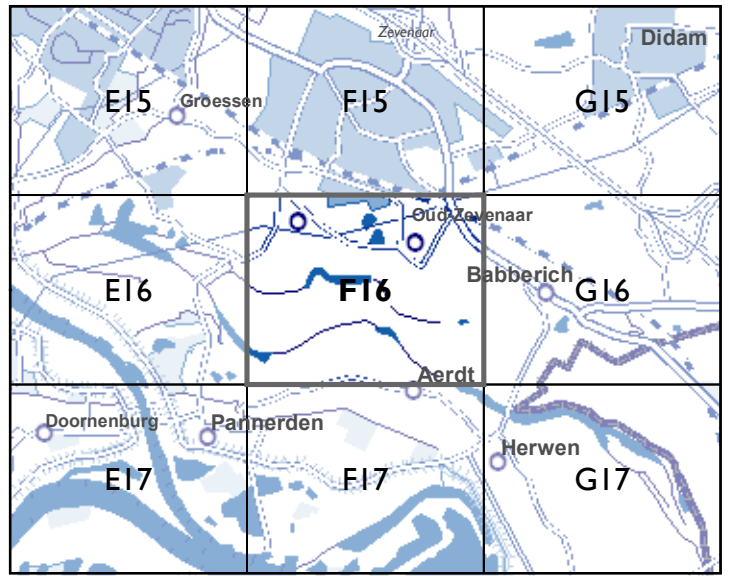 Zevenaar
Didam
E15
Groessen
F15
G15
Oud-Zevenaar
E16
F16
Babberich
G16
Aerdt
Doornenburg
Pannerden
Herwen
E17
F17
G17